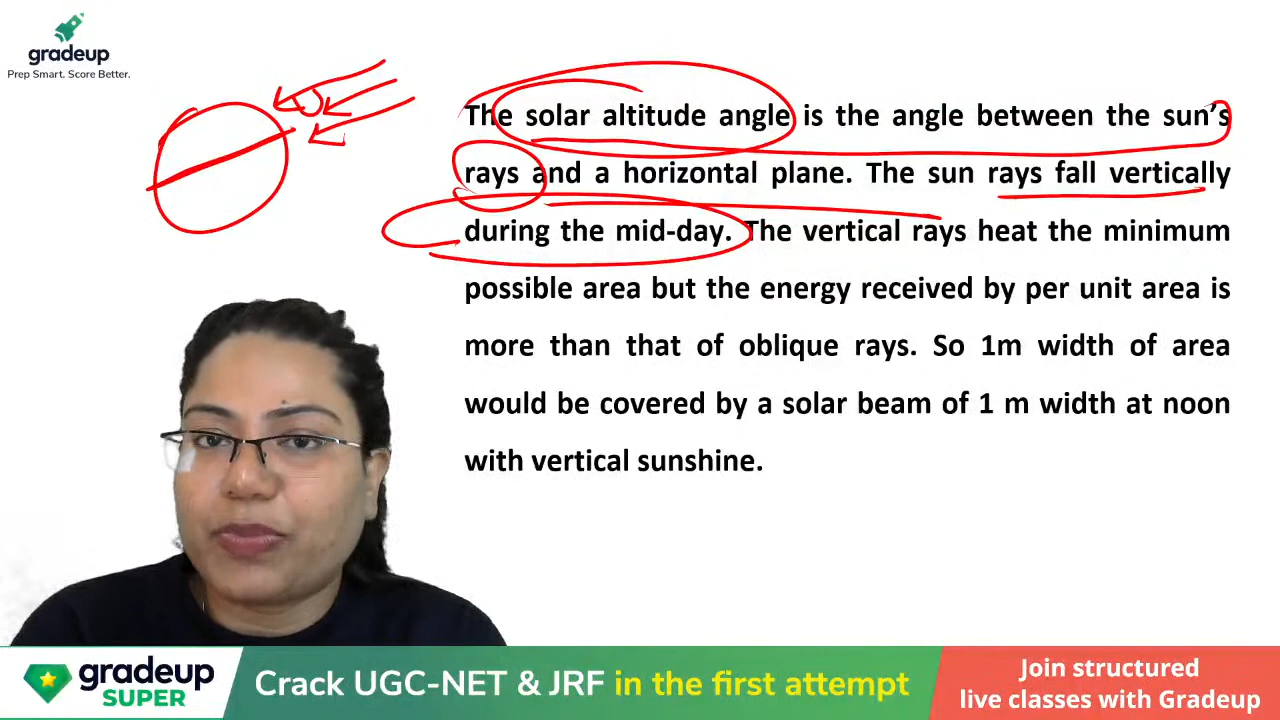 gradeup
Prep Smart. Score Better.
The solar altitude angle is the angle between the sun's
rays and a horizontal plane. The sun rays fall vertically
during the mid-day. The vertical rays heat the minimum
possible area but the energy received by per unit area is
more than that of oblique rays. So 1m width of area
would be covered by a solar beam of 1 m width at noon
with vertical sunshine.
gradeup
SUPER
Crack UGC-NET & JRF in the first attempt
Join structured
live classes with Gradeup